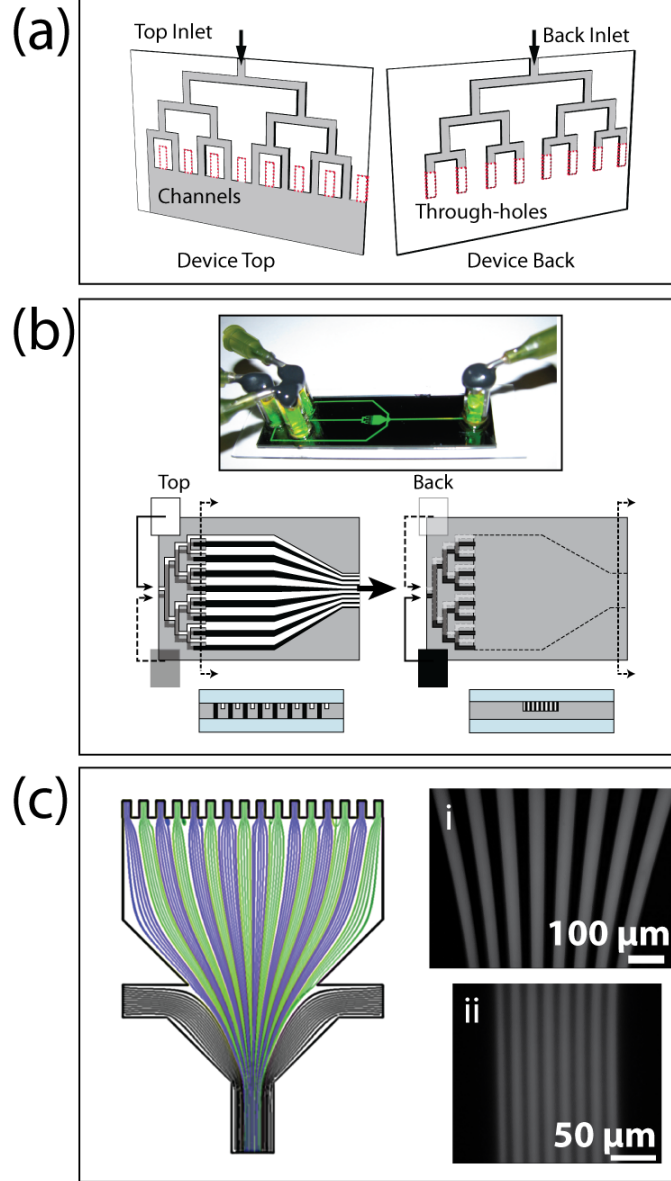 (a)
Top Inlet
Back Inlet
Channels
Through-holes
Device Top
Device Back
(b)
Top
Back
(c)
i
100 µm
ii
50 µm